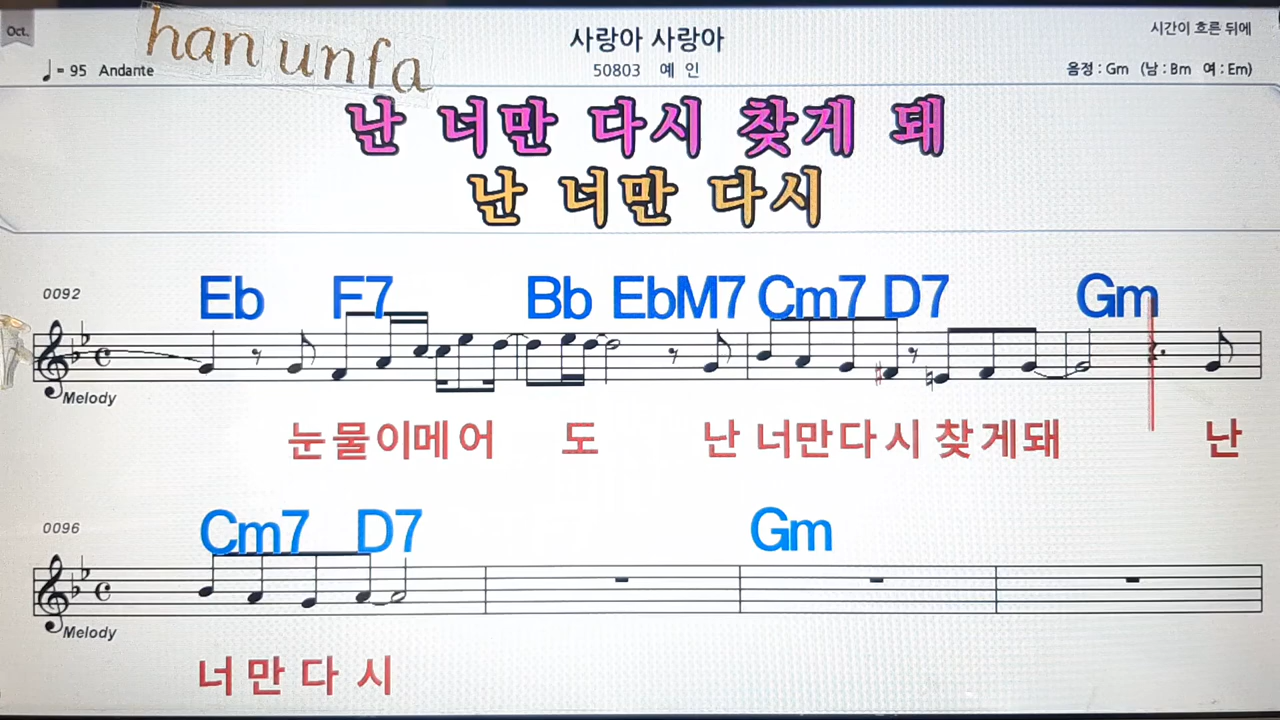 Oct.
han unfa
사랑아 사랑아
시간이 흐른 뒤에
♩= 95 Andante
50803 예 인
음정 : Gm (남 : Bm 여 : Em)
난 너만 다시 찾게 돼
난 너만 다시
0092
Eb F7 Bb EbM7 Cm7 D7 Gm
Melody
눈물이메어 도 난 너만다시 찾게돼 난
0096
Cm7 D7 Gm
Melody
너만다시